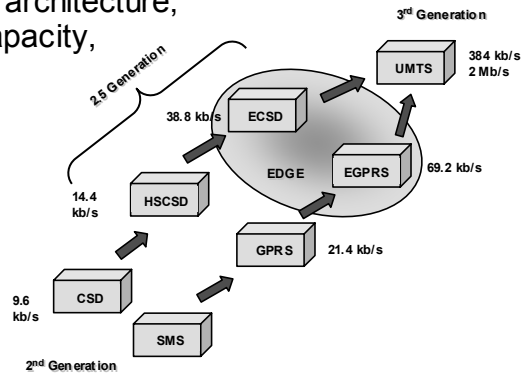 architecture,
apacity,
3rd Generation
2.5 Generation
UMTS
384 kb/s
2 Mb/s
38.8 kb/s
ECSD
EDGE
EGPRS
69.2 kb/s
14.4
kb/s
HSCSD
GPRS
21.4 kb/s
9.6
kb/s
CSD
SMS
2nd Generation